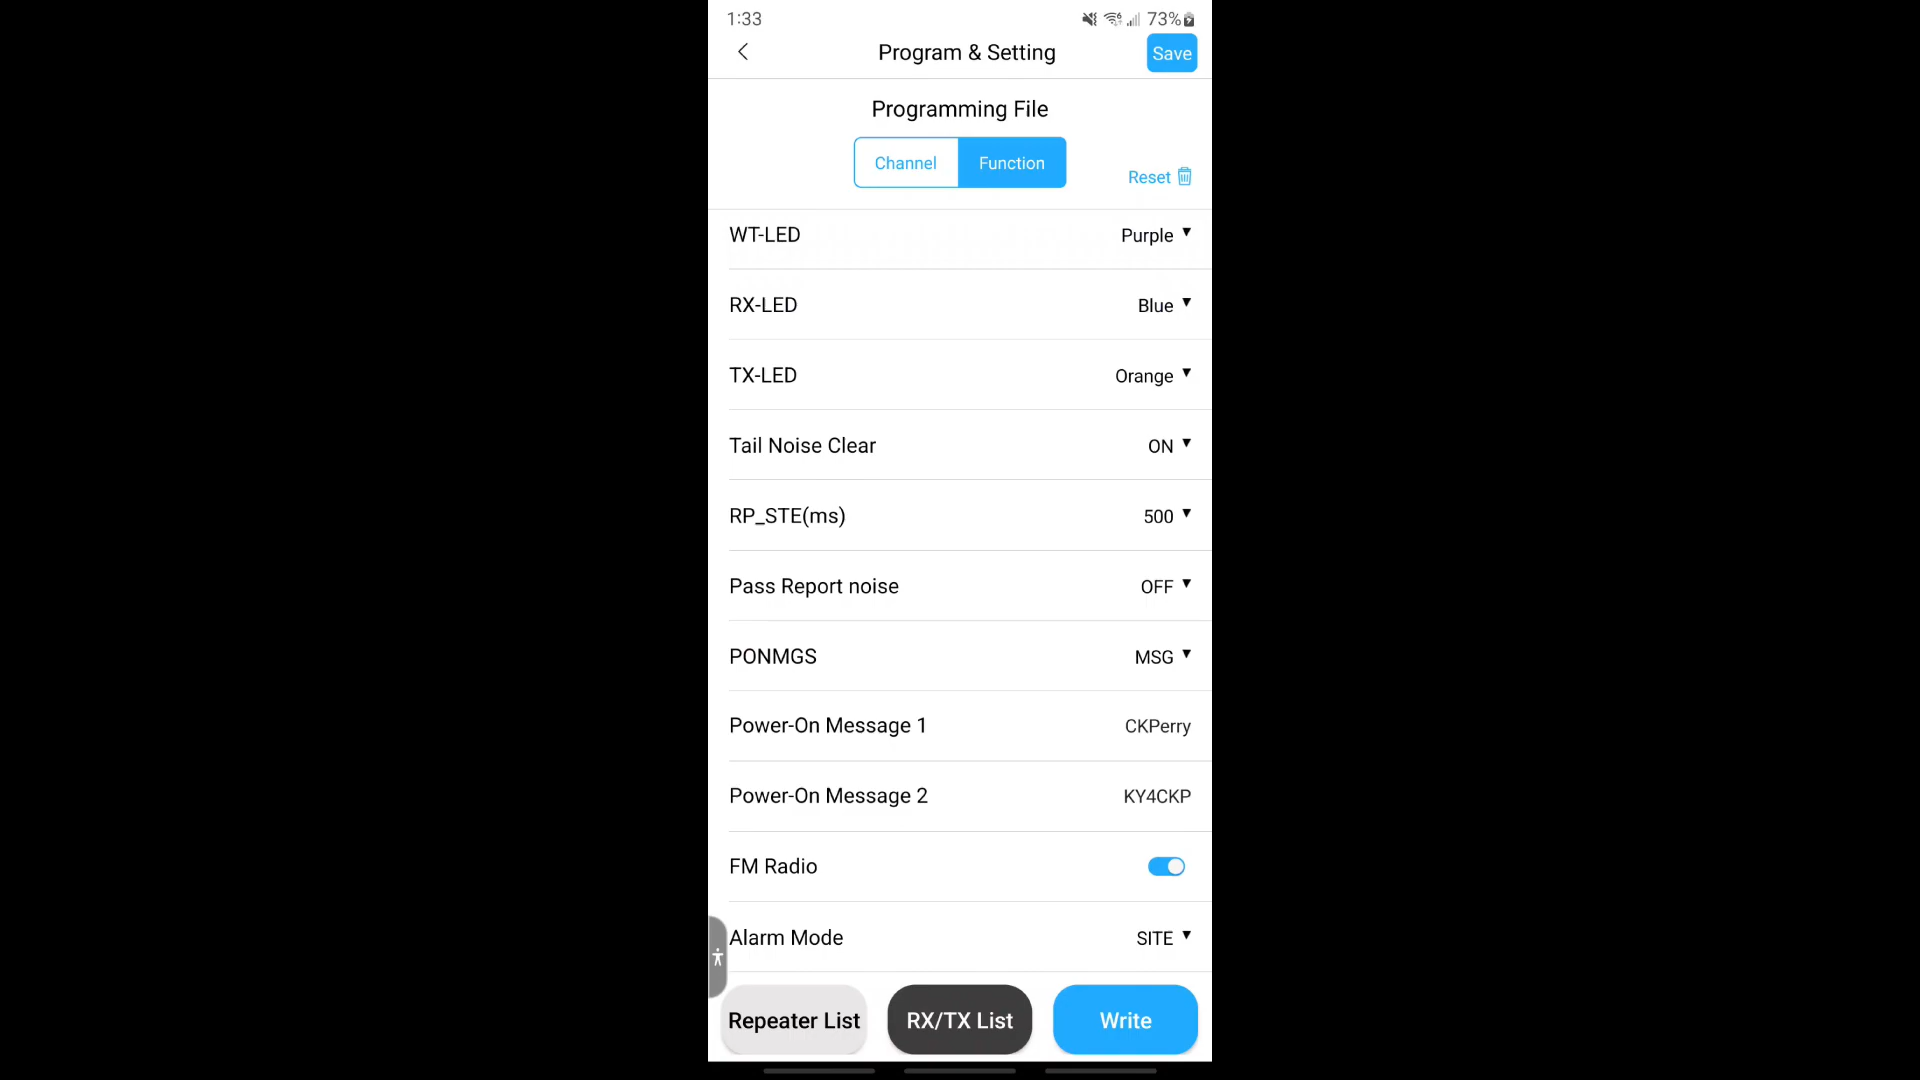 1:33
73%
Program & Setting
Save
Programming File
Channel
Function
Reset
WT-LED
Purple
RX-LED
Blue
TX-LED
Orange
Tail Noise Clear
ON
RP_STE(ms)
500
Pass Report noise
OFF
PONMGS
MSG
Power-On Message 1
CKPerry
Power-On Message 2
KY4CKP
FM Radio
Alarm Mode
SITE
Repeater List
RX/TX List
Write